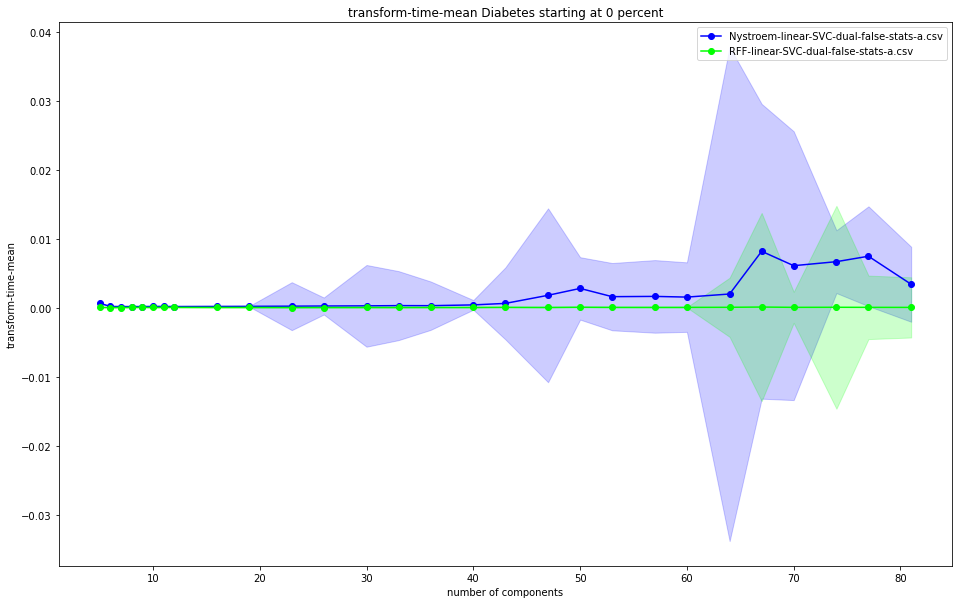 transform-time-mean Diabetes starting at 0 percent
Nystroem-linear-SVC-dual-false-stats-a.csv
RFF-linear-SVC-dual-false-stats-a.csv
transform-time-mean
0.04
0.03
0.02
0.01
0.00
−0.01
−0.02
−0.03
10 20 30 40 50 60 70 80
number of components